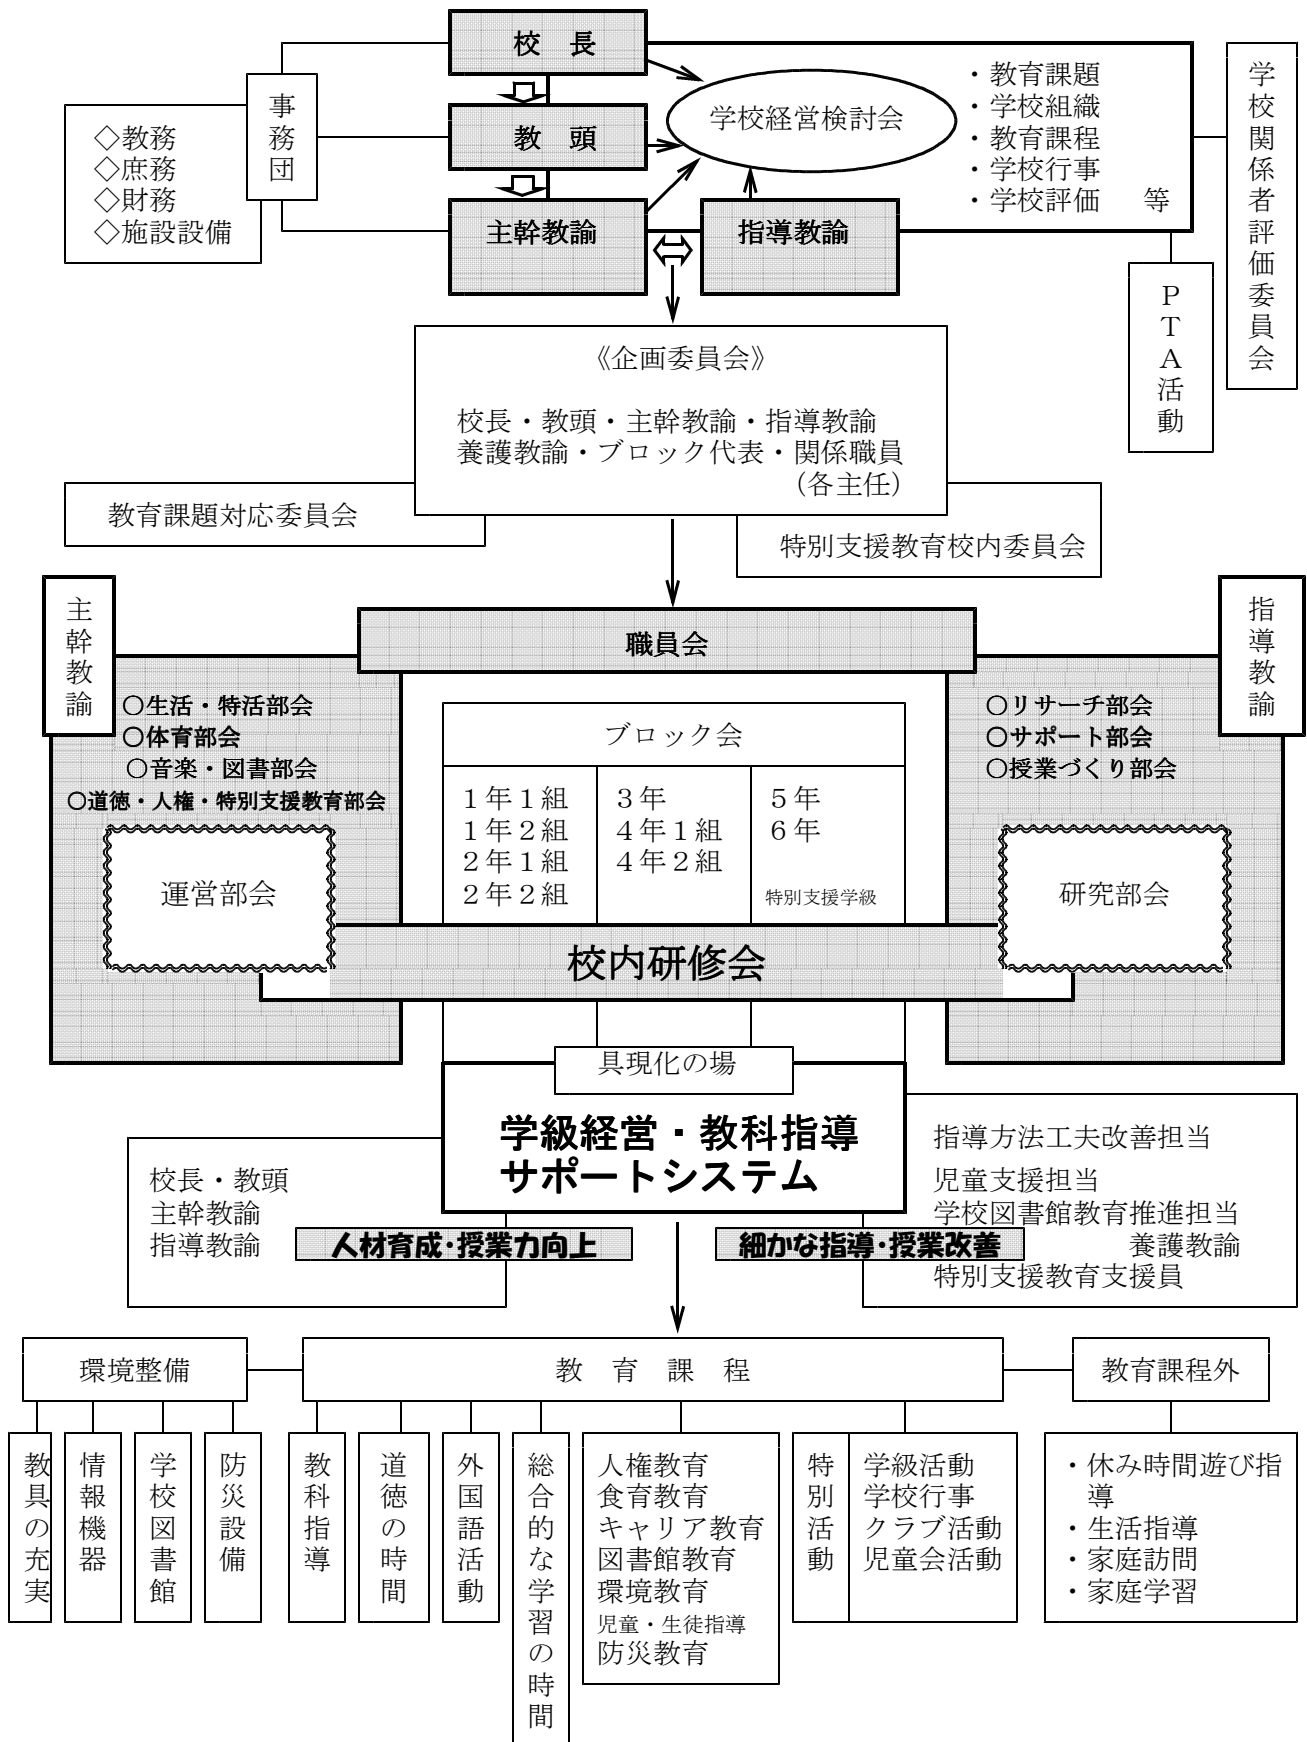 校　長
教　頭
主幹教論
指導教論
学校経営検討会
・教育課題
・学校組織
・教育課程
・学校行事
・学校評価　等
学校関係者評価委員会
PTA活動
事務団
◇教務
◇庶務
◇財務
◇施設設備
《企画委員会》
校長・教頭・主幹教論・指導教論
養護教論・ブロック代表・関係職員
（各主任）
教育課題対応委員会
特別支援教育校内委員会
主幹教論
指導教論
職員会
○生活・特活部会
○体育部会
○音楽・図書部会
○道徳・人権・特別支援教育部会
運営部会
ブロック会
１年１組
１年２組
２年１組
２年２組
３年
４年１組
４年２組
５年
６年
特別支援学級
○リサーチ部会
○サポート部会
○授業づくり部会
研究部会
校内研修会
具現化の場
学級経営・教科指導
サポートシステム
校長・教頭
主幹教論
指導教論
人材育成・授業力向上
細かな指導・授業改善
指導方法工夫改善担当
児童支援担当
学校図書館教育推進担当
養護教論
特別支援教育支援員
環境整備
教　育　課　程
教育課程外
教具の充実
情報機器
学校図書館
防災設備
教科指導
道徳の時間
外国語活動
総合的な学習の時間
人権教育
食育教育
キャリア教育
図書館教育
環境教育
児童・生徒指導
防災教育
特別活動
学級活動
学校行事
クラブ活動
児童会活動
・休み時間遊び指
導
・生活指導
・家庭訪問
・家庭学習